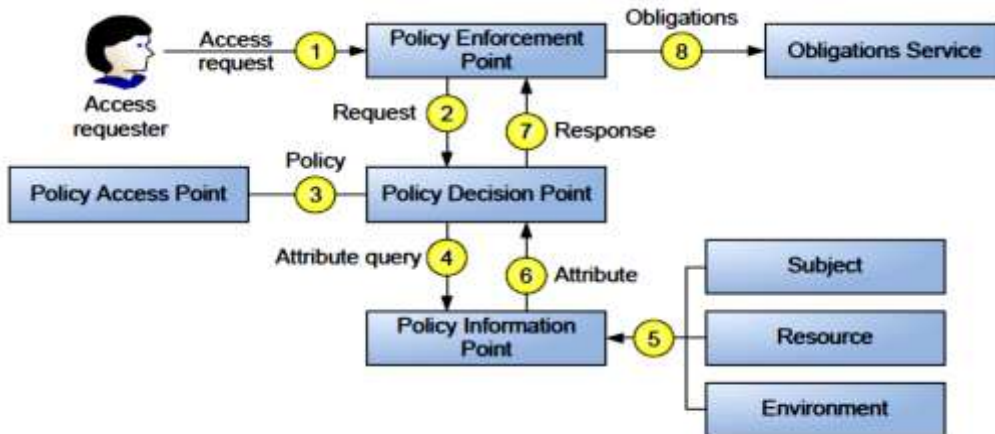 Obligations
Access
request
1
Policy Enforcement
Point
8
Obligations Service
Access
requester
Request
2
7
Response
Policy
Policy Access Point
3
Policy Decision Point
Attribute query
4
6
Attribute
Subject
Policy Information
Point
5
Resource
Environment